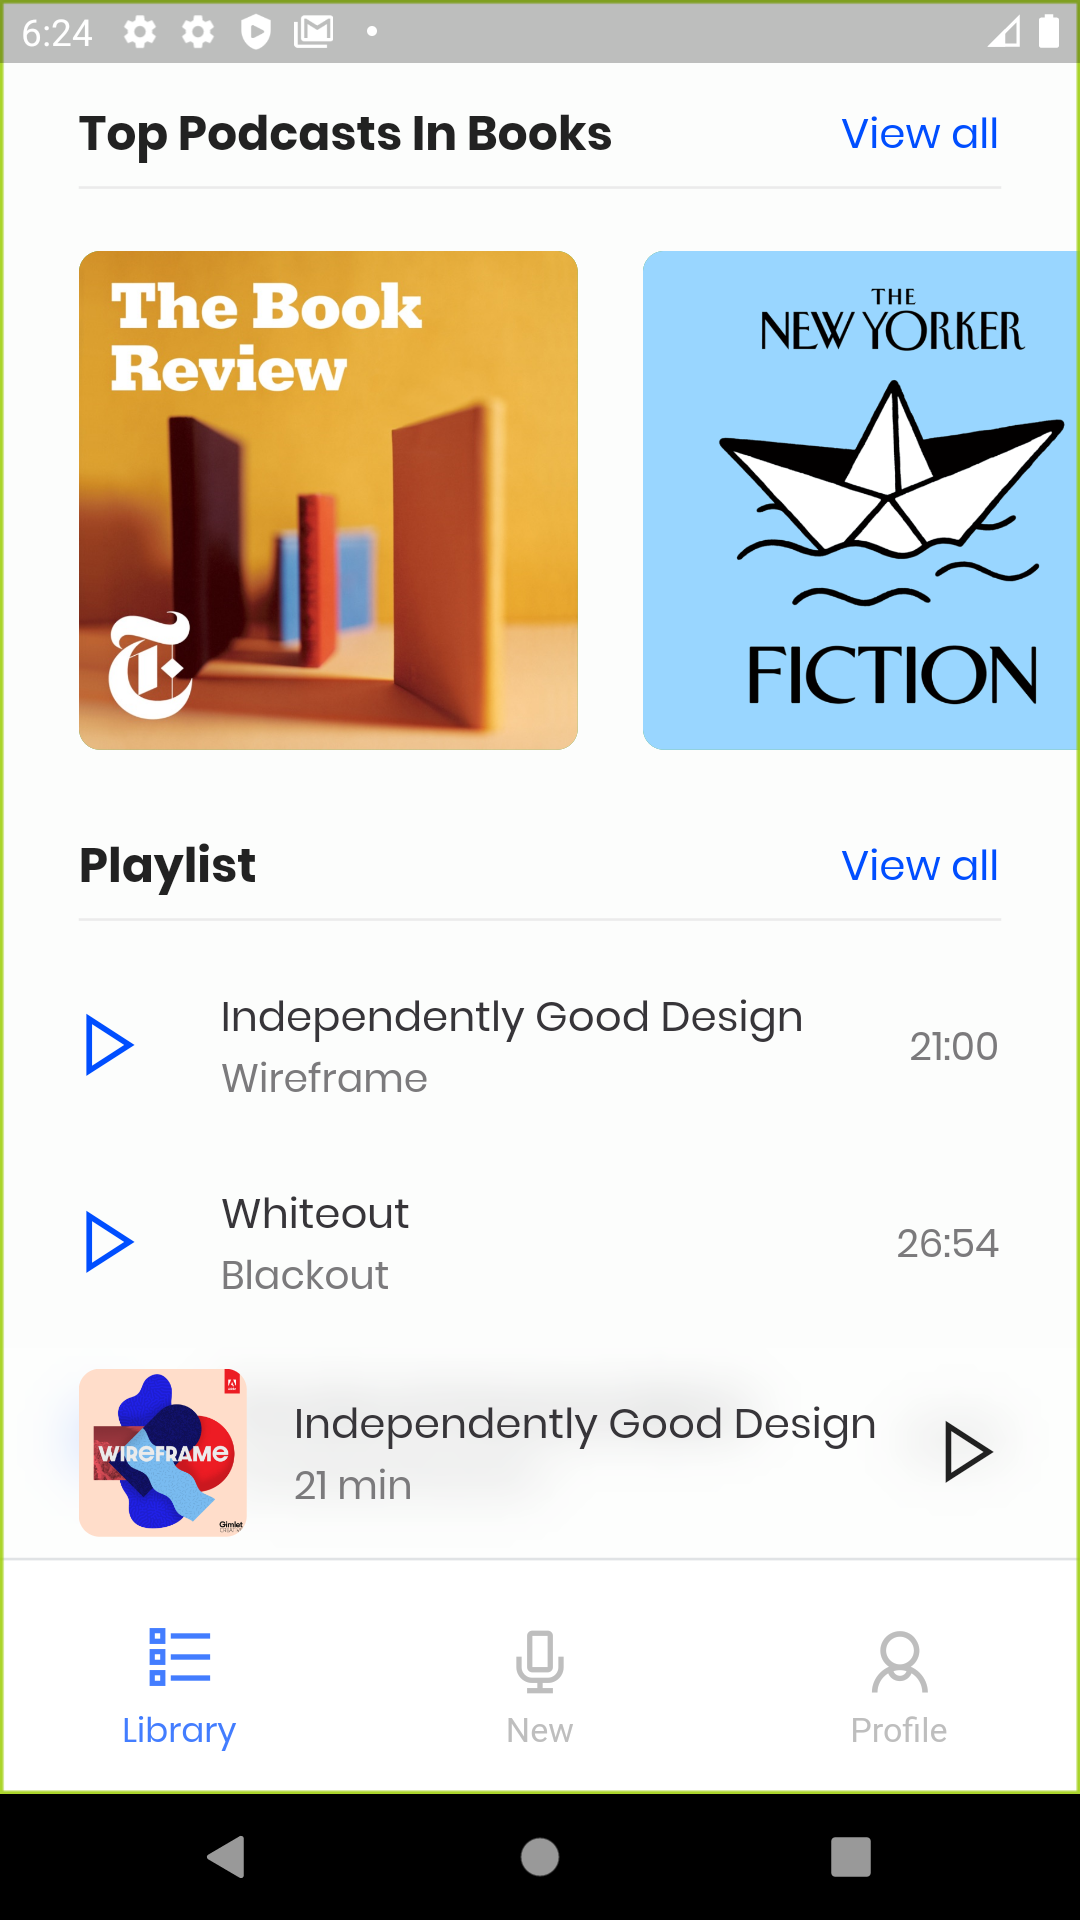 6:24
Top Podcasts In Books
View all
The Book
Review
T
THE
NEW YORKER
FICTION
Playlist
View all
Independently Good Design
Wireframe
21:00
Whiteout
Blackout
26:54
WIREFRAME
Gimlet
Independently Good Design
21 min
Library
New
Profile